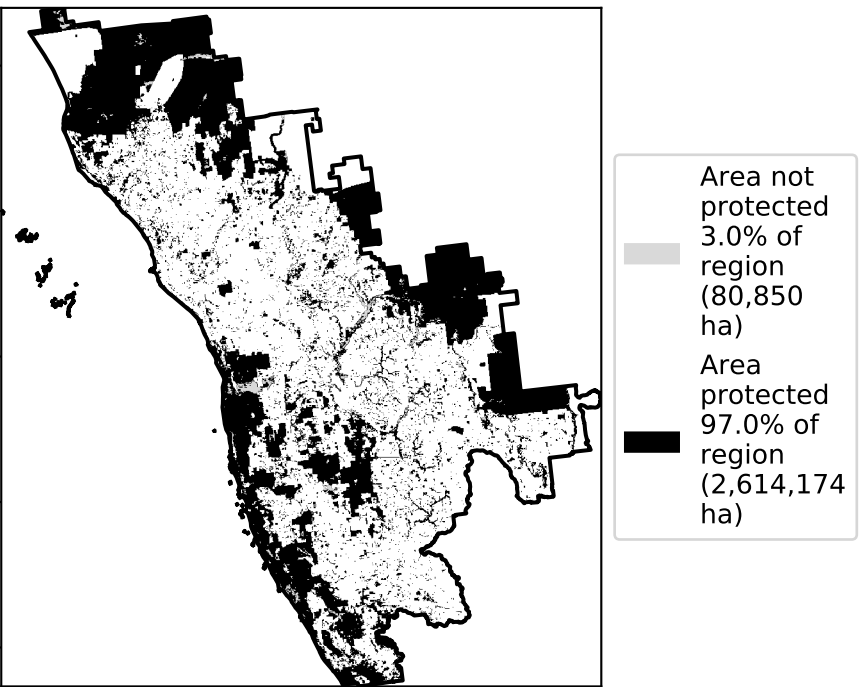 Area not
protected
3.0% of
region
(80,850
ha)
Area
protected
97.0% of
region
(2,614,174
ha)